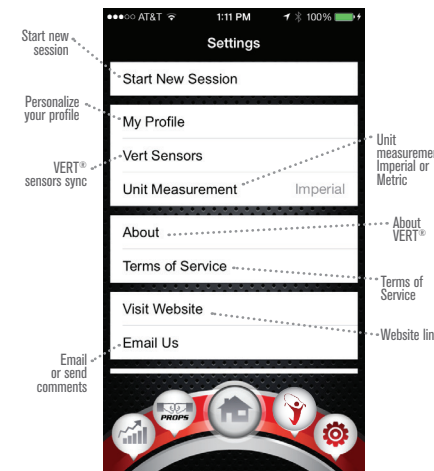 AT&T 1:11 PM 100%
Settings
Start new
session
Start New Session
Personalize
your profile
My Profile
VERT®
sensors sync
Vert Sensors
Unit Measurement Imperial
Unit
Imperial or
Metric
About
About
VERT®
Terms of Service
Terms of
Service
Visit Website
Website
Email Us
Email
or send
comments
PROPS